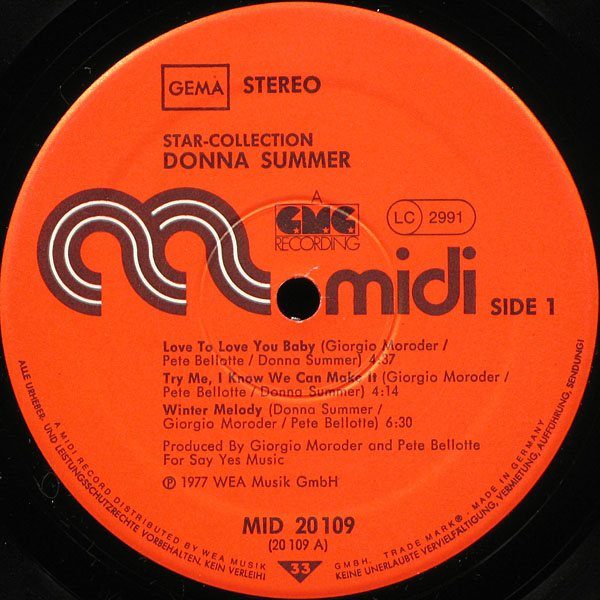 GEMA STEREO
STAR-COLLECTION
DONNA SUMMER
A
GMG
RECORDING
LC 2991
midi
SIDE 1
Love To Love You Baby (Giorgio Moroder /
Pete Bellotte / Donna Summer) 4:37
Try Me, I Know We Can Make It (Giorgio Moroder /
Pete Bellotte / Donna Summer) 4:14
Winter Melody (Donna Summer /
Giorgio Moroder / Pete Bellotte) 6:30
Produced By Giorgio Moroder and Pete Bellotte
For Say Yes Music
℗ 1977 WEA Musik GmbH
MID 20 109
(20 109 A)
33
A MIDI RECORD DISTRIBUTED BY WEA MUSIK GMBH. TRADE MARK®. MADE IN GERMANY
ALLE URHEBER- UND LEISTUNGSSCHUTZRECHTE VORBEHALTEN, KEIN VERLEIH! KEINE UNERLAUBTE VERVIELFÄLTIGUNG, VERMIETUNG, AUFFÜHRUNG, SENDUNG!